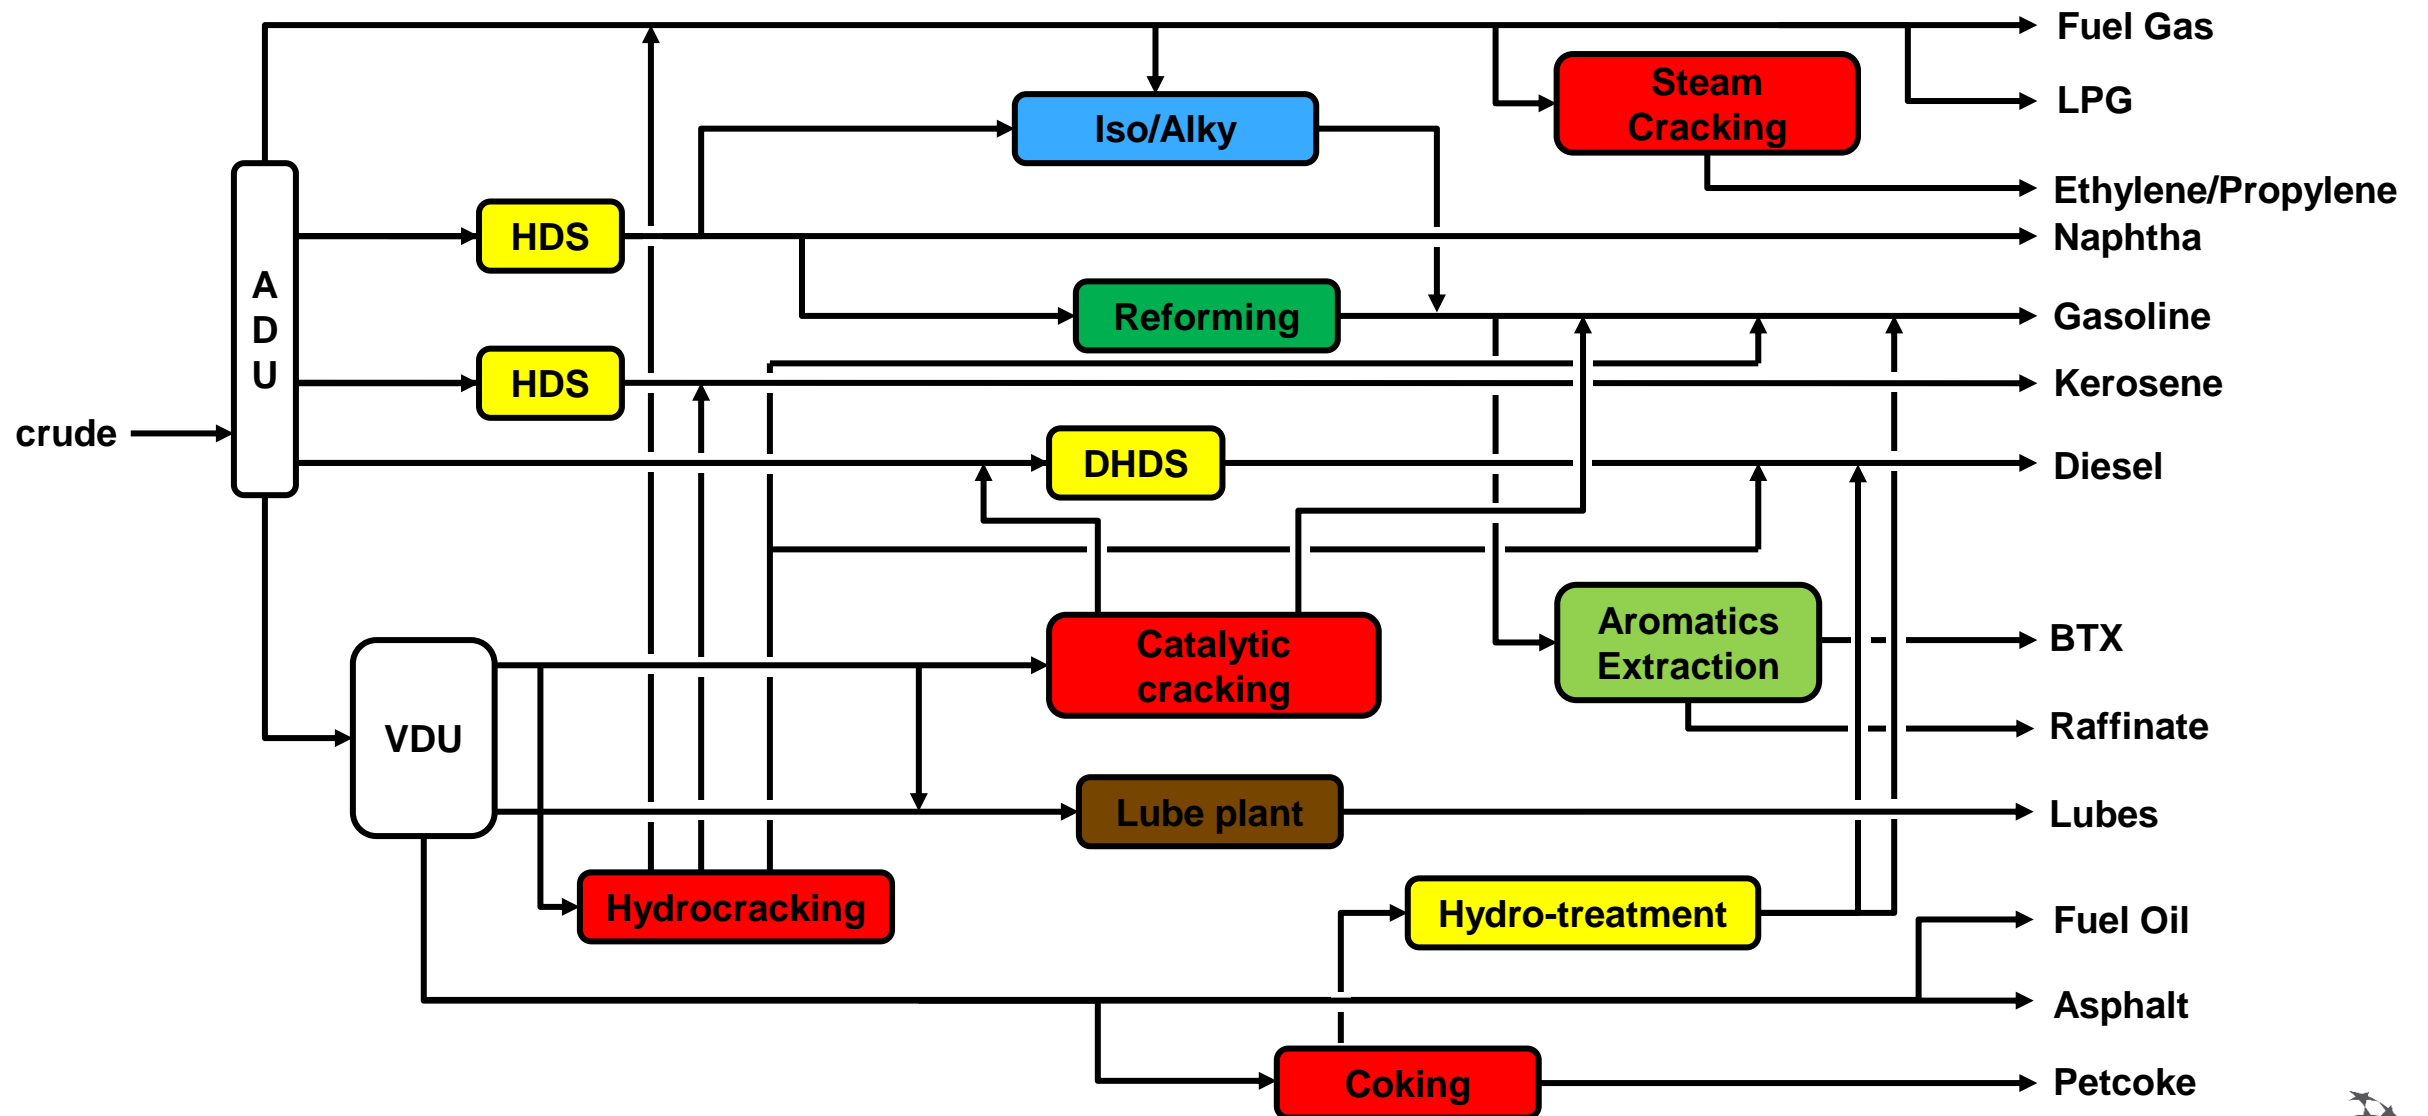 Fuel Gas
Steam
Cracking
LPG
Iso/Alky
Ethylene/Propylene
HDS
Naphtha
A
D
U
Reforming
Gasoline
HDS
Kerosene
crude
DHDS
Diesel
Catalytic
cracking
Aromatics
Extraction
BTX
VDU
Raffinate
Lube plant
Lubes
Hydrocracking
Hydro-treatment
Fuel Oil
Asphalt
Coking
Petcoke